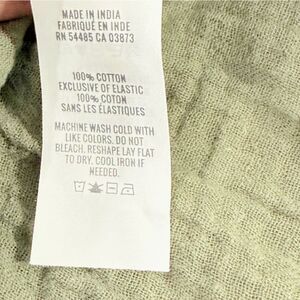 MADE IN INDIA
FABRIQUÉ EN INDE
RN 54485 CA 03873
100% COTTON
EXCLUSIVE OF ELASTIC
100% COTON
SANS LES ÉLASTIQUES
MACHINE WASH COLD WITH
LIKE COLORS. DO NOT
BLEACH. RESHAPE LAY FLAT
TO DRY. COOL IRON IF
NEEDED.